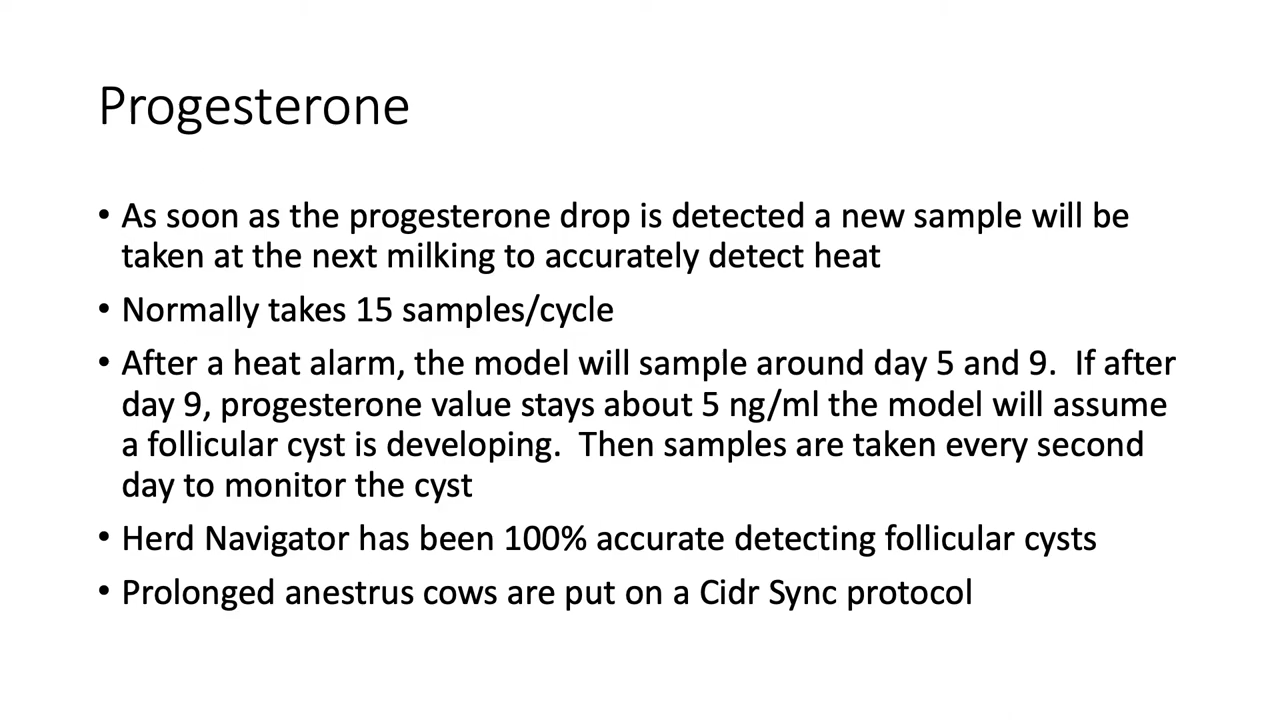 Progesterone
• As soon as the progesterone drop is detected a new sample will be
taken at the next milking to accurately detect heat
• Normally takes 15 samples/cycle
• After a heat alarm, the model will sample around day 5 and 9.  If after
day 9, progesterone value stays about 5 ng/ml the model will assume
a follicular cyst is developing.  Then samples are taken every second
day to monitor the cyst
• Herd Navigator has been 100% accurate detecting follicular cysts
• Prolonged anestrus cows are put on a Cidr Sync protocol